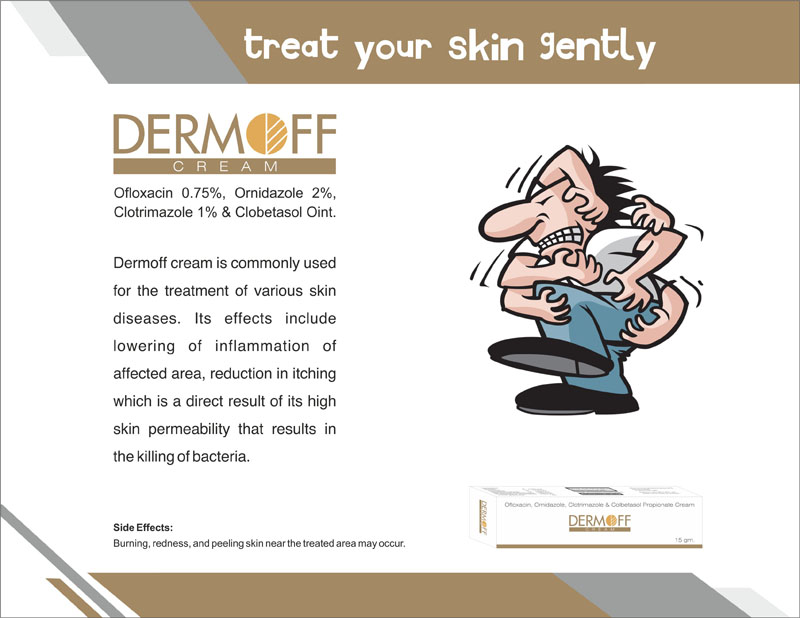 treat your skin gently
DERMOFF
CREAM
Ofloxacin 0.75%, Ornidazole 2%,
Clotrimazole 1% & Clobetasol Oint.
Dermoff cream is commonly used
for the treatment of various skin
diseases. Its effects include
lowering of inflammation of
affected area, reduction in itching
which is a direct result of its high
skin permeability that results in
the killing of bacteria.
Side Effects:
Burning, redness, and peeling skin near the treated area may occur.
Ofloxacin, Ornidazole, Clotrimazole & Colbetasol Propionate Cream
DERMOFF
CREAM
15 gm.
DERMOFF